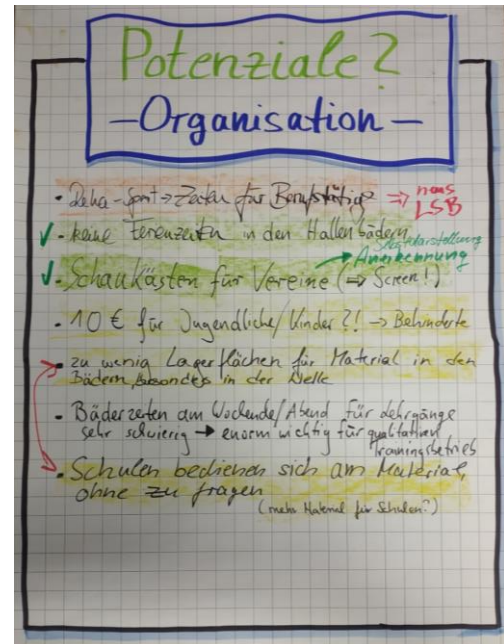 Potenziale?
– Organisation –
• Reha-Sport → Zeiten für Berufstätige ⇒ neus
LSB
✓ • keine Ferienzeiten in den Hallenbädern
Selbstdarstellung
Anerkennung
✓ • Schaukästen für Vereine (⇒ Screen!)
• 10 € für Jugendliche/Kinder?! → Behinderte
• zu wenig Lagerflächen für Material in den
Bädern, besonders in der Welle
• Bäderzeiten am Wochende/Abend für Lehrgänge
sehr schwierig → enorm wichtig für qualitativen
Trainingsbetrieb
• Schulen bedienen sich am Material,
ohne zu fragen
(mehr Material für Schulen?)